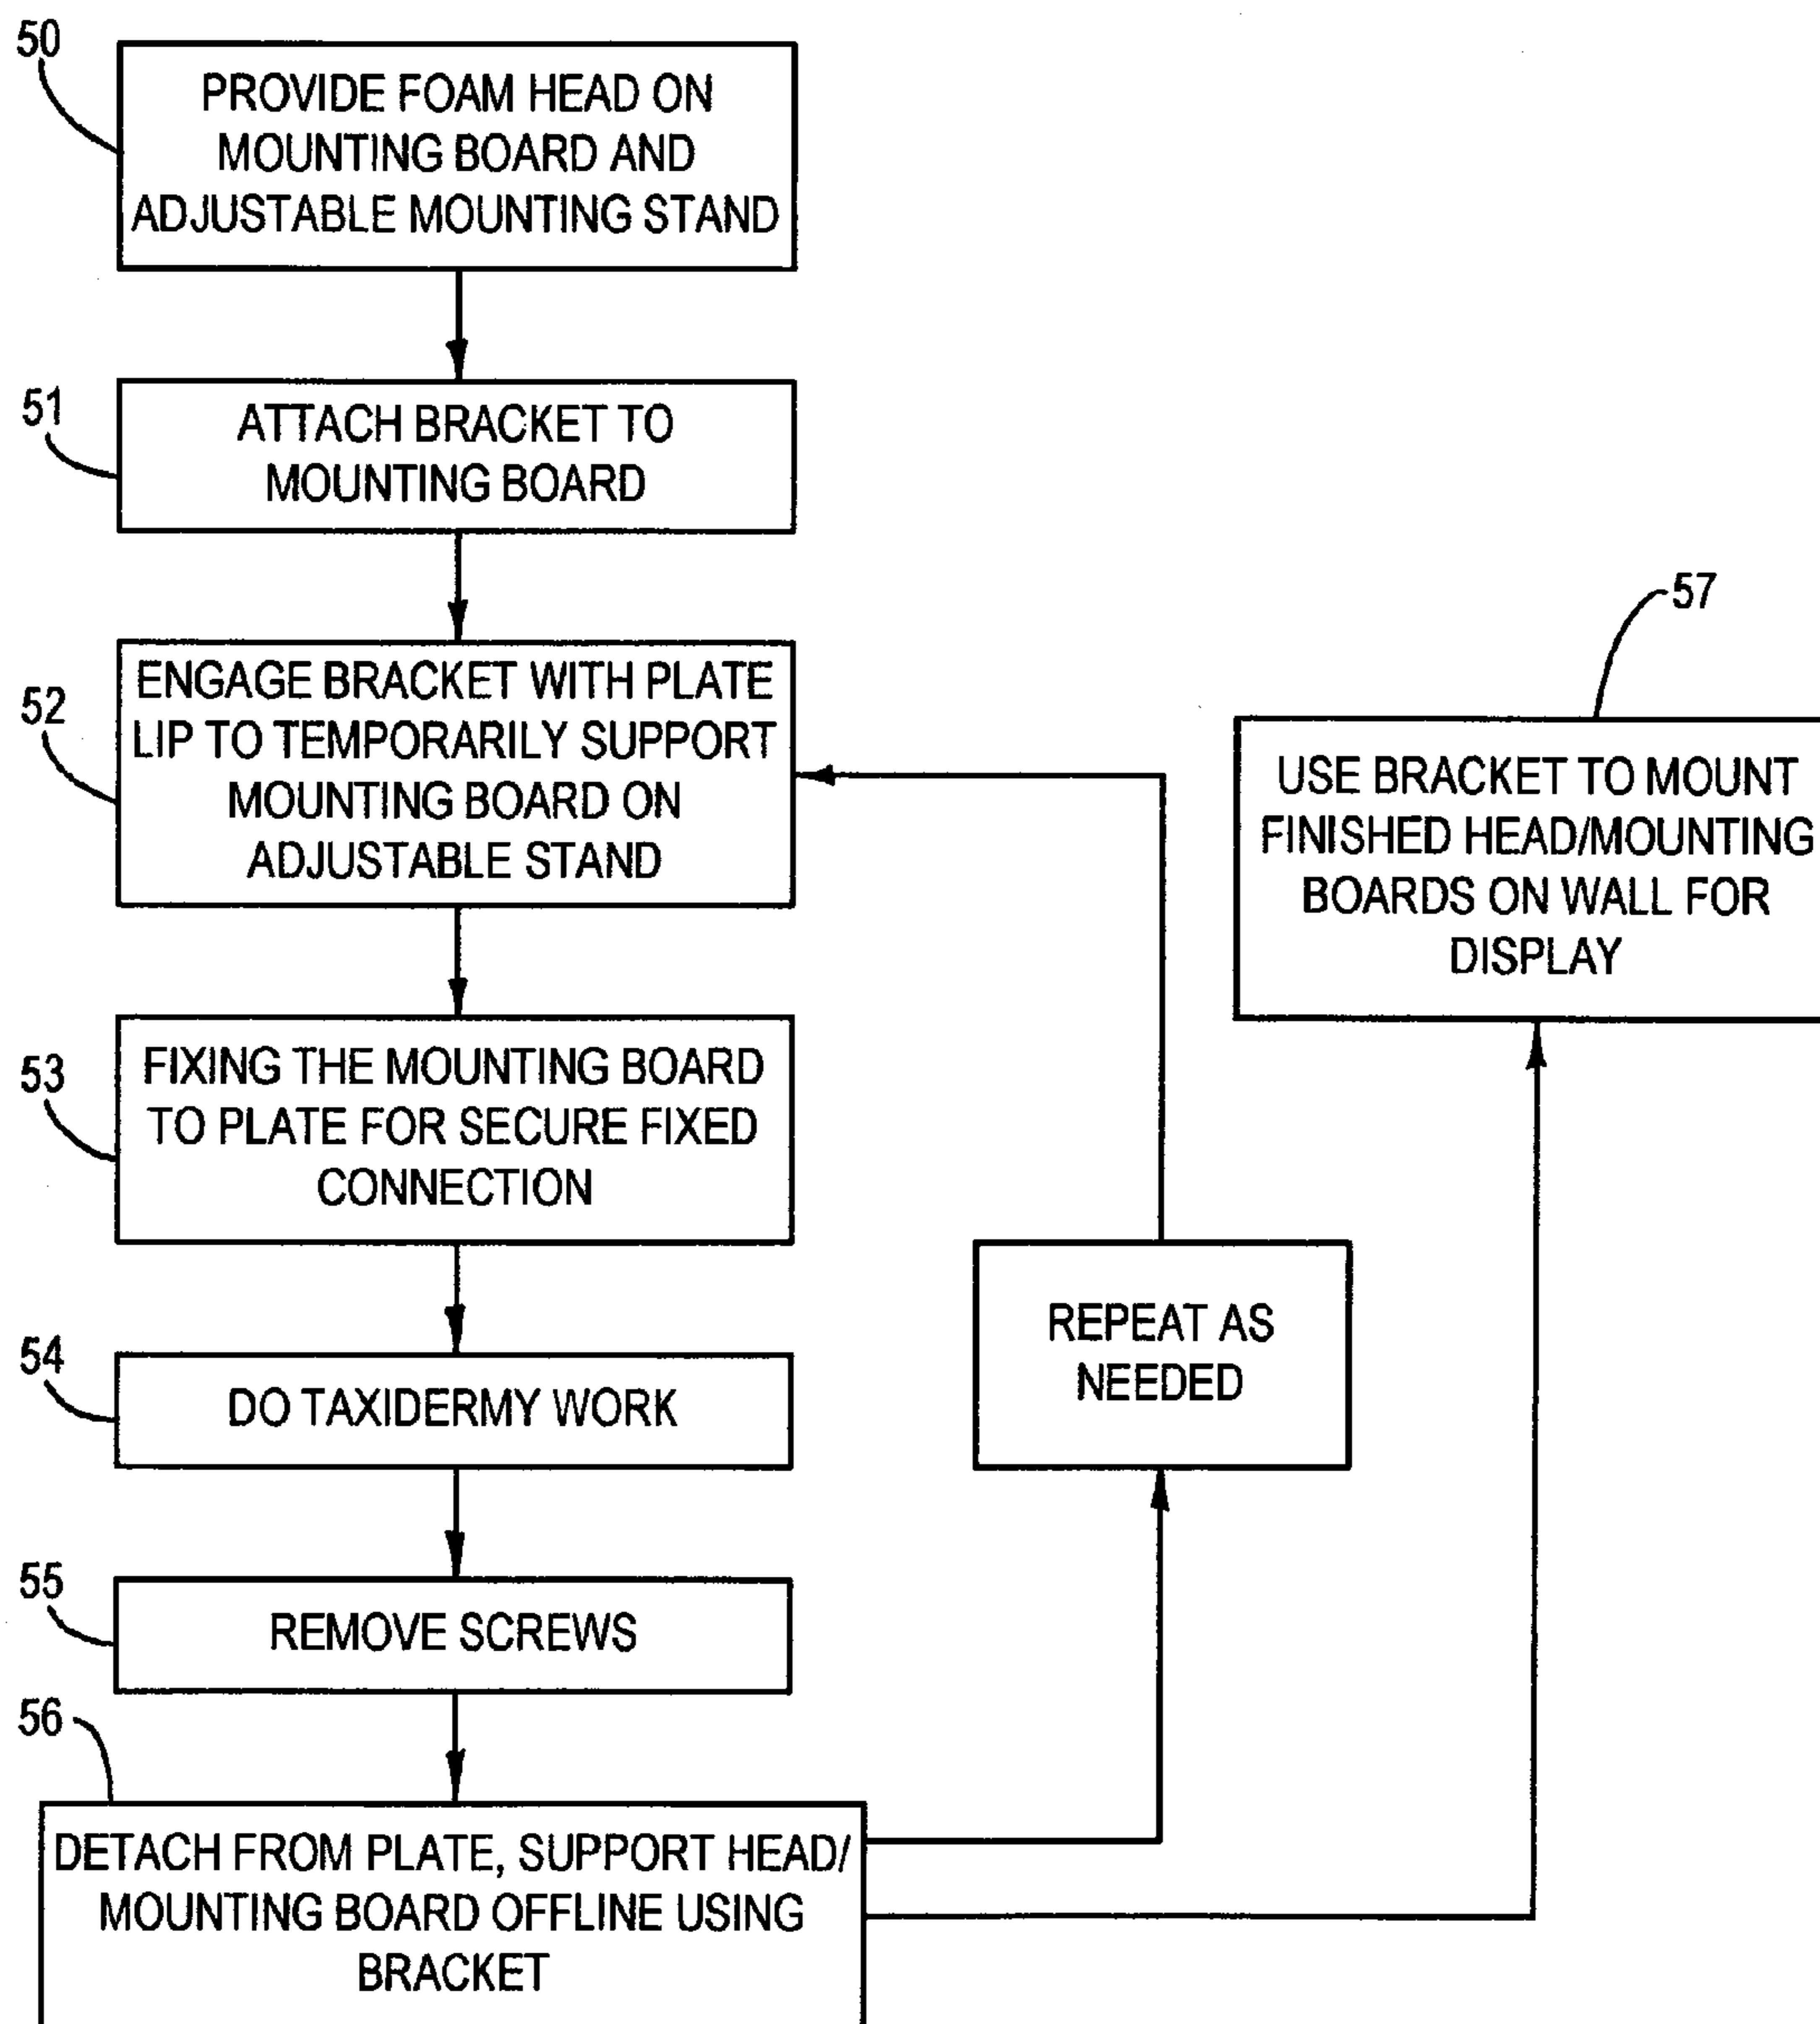 50
PROVIDE FOAM HEAD ON
MOUNTING BOARD AND
ADJUSTABLE MOUNTING STAND
51
ATTACH BRACKET TO
MOUNTING BOARD
52
ENGAGE BRACKET WITH PLATE
LIP TO TEMPORARILY SUPPORT
MOUNTING BOARD ON
ADJUSTABLE STAND
53
FIXING THE MOUNTING BOARD
TO PLATE FOR SECURE FIXED
CONNECTION
54
DO TAXIDERMY WORK
55
REMOVE SCREWS
56
DETACH FROM PLATE, SUPPORT HEAD/
MOUNTING BOARD OFFLINE USING
BRACKET
REPEAT AS
NEEDED
57
USE BRACKET TO MOUNT
FINISHED HEAD/MOUNTING
BOARDS ON WALL FOR
DISPLAY